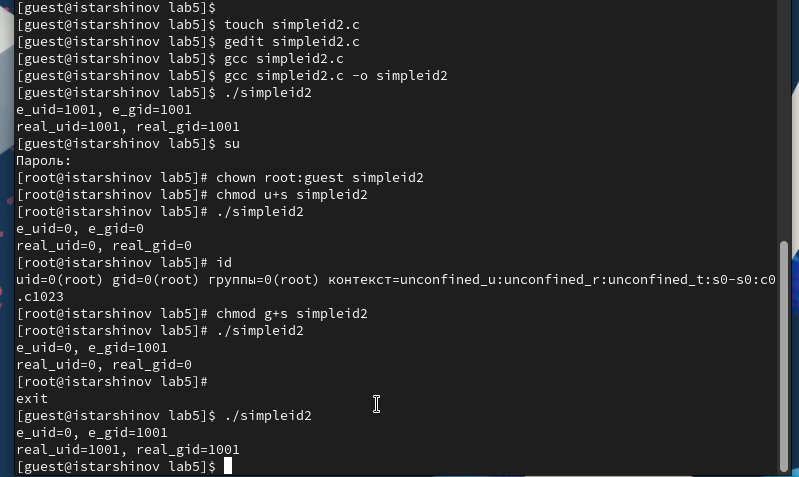 [guest@istarshinov lab5]$
[guest@istarshinov lab5]$ touch simpleid2.c
[guest@istarshinov lab5]$ gedit simpleid2.c
[guest@istarshinov lab5]$ gcc simpleid2.c
[guest@istarshinov lab5]$ gcc simpleid2.c -o simpleid2
[guest@istarshinov lab5]$ ./simpleid2
e_uid=1001, e_gid=1001
real_uid=1001, real_gid=1001
[guest@istarshinov lab5]$ su
Пароль:
[root@istarshinov lab5]# chown root:guest simpleid2
[root@istarshinov lab5]# chmod u+s simpleid2
[root@istarshinov lab5]# ./simpleid2
e_uid=0, e_gid=0
real_uid=0, real_gid=0
[root@istarshinov lab5]# id
uid=0(root) gid=0(root) группы=0(root) контекст=unconfined_u:unconfined_r:unconfined_t:s0-s0:c0
.c1023
[root@istarshinov lab5]# chmod g+s simpleid2
[root@istarshinov lab5]# ./simpleid2
e_uid=0, e_gid=1001
real_uid=0, real_gid=0
[root@istarshinov lab5]#
exit
[guest@istarshinov lab5]$ ./simpleid2
e_uid=0, e_gid=1001
real_uid=1001, real_gid=1001
[guest@istarshinov lab5]$